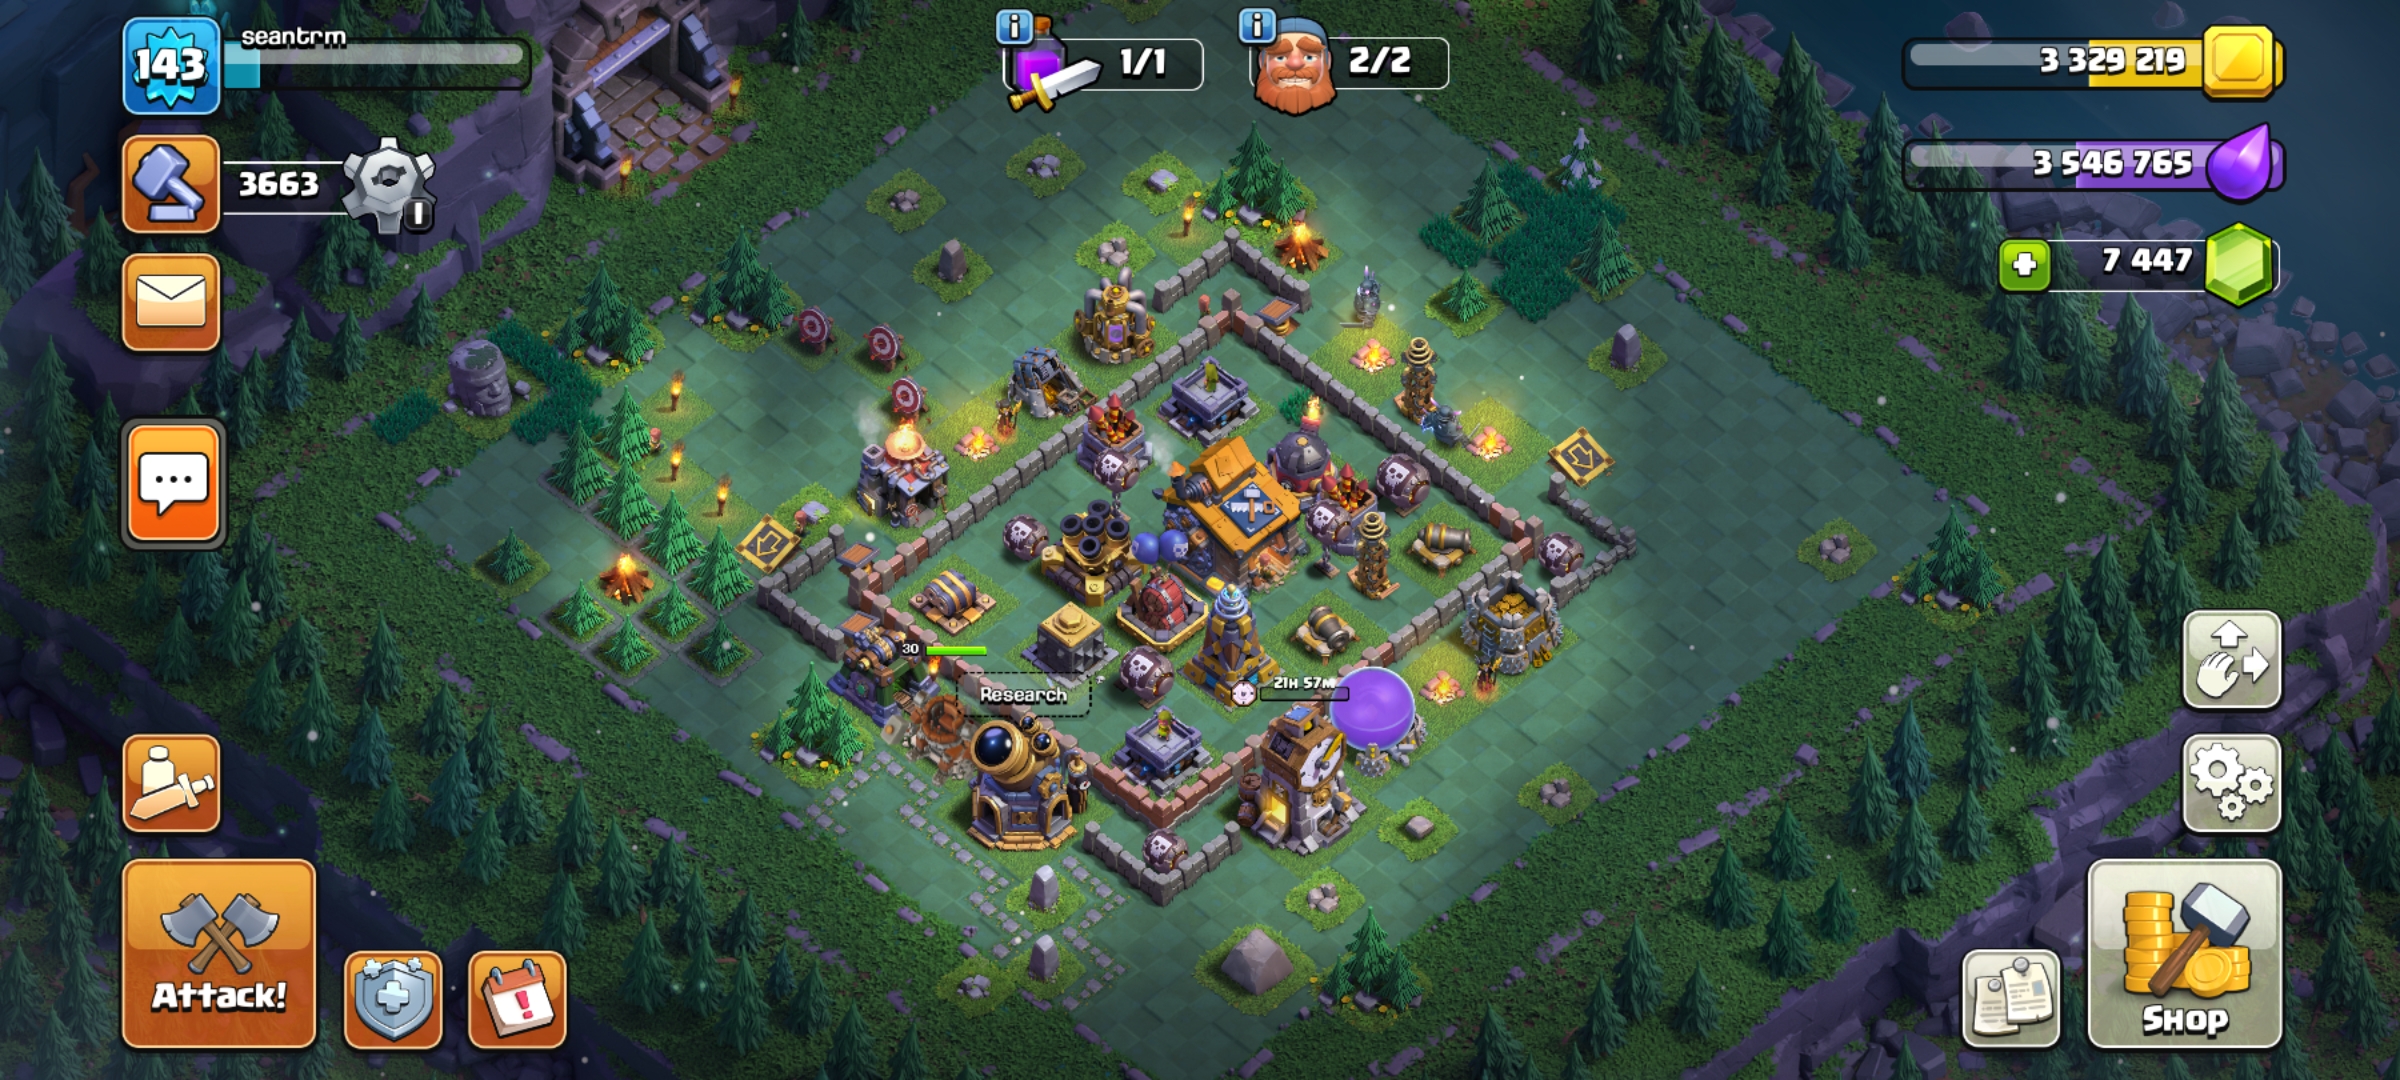 143
seantrm
1/1
2/2
3 329 219
3663
I
3 546 765
7 447
30
Research
21H 57M
Attack!
Shop